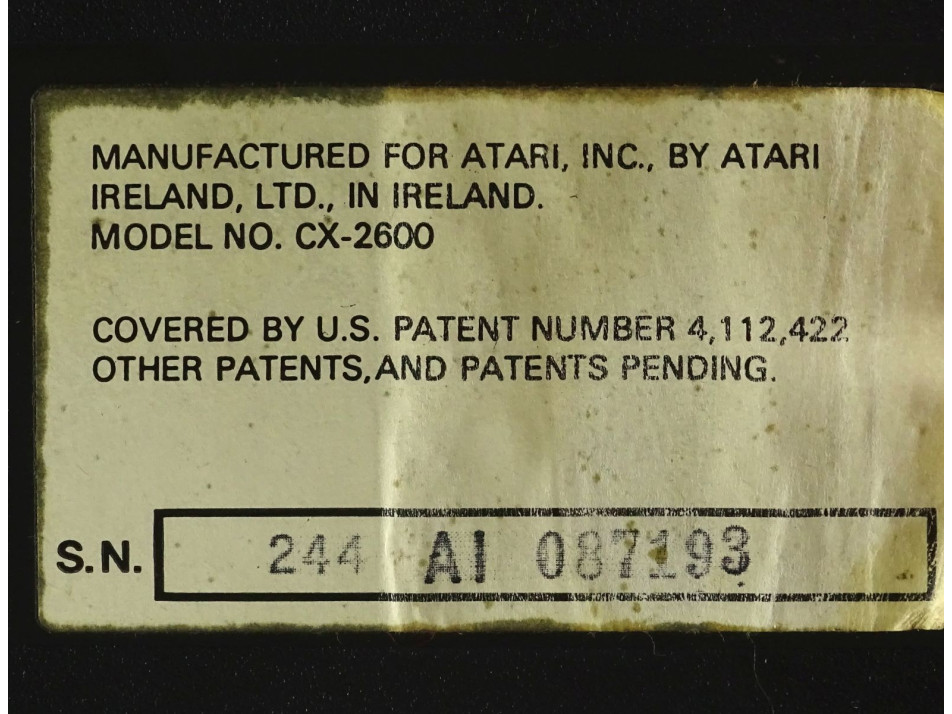 MANUFACTURED FOR ATARI, INC., BY ATARI
IRELAND, LTD., IN IRELAND.
MODEL NO. CX-2600
COVERED BY U.S. PATENT NUMBER 4,112,422
OTHER PATENTS,AND PATENTS PENDING.
S.N. 244 AI 087193